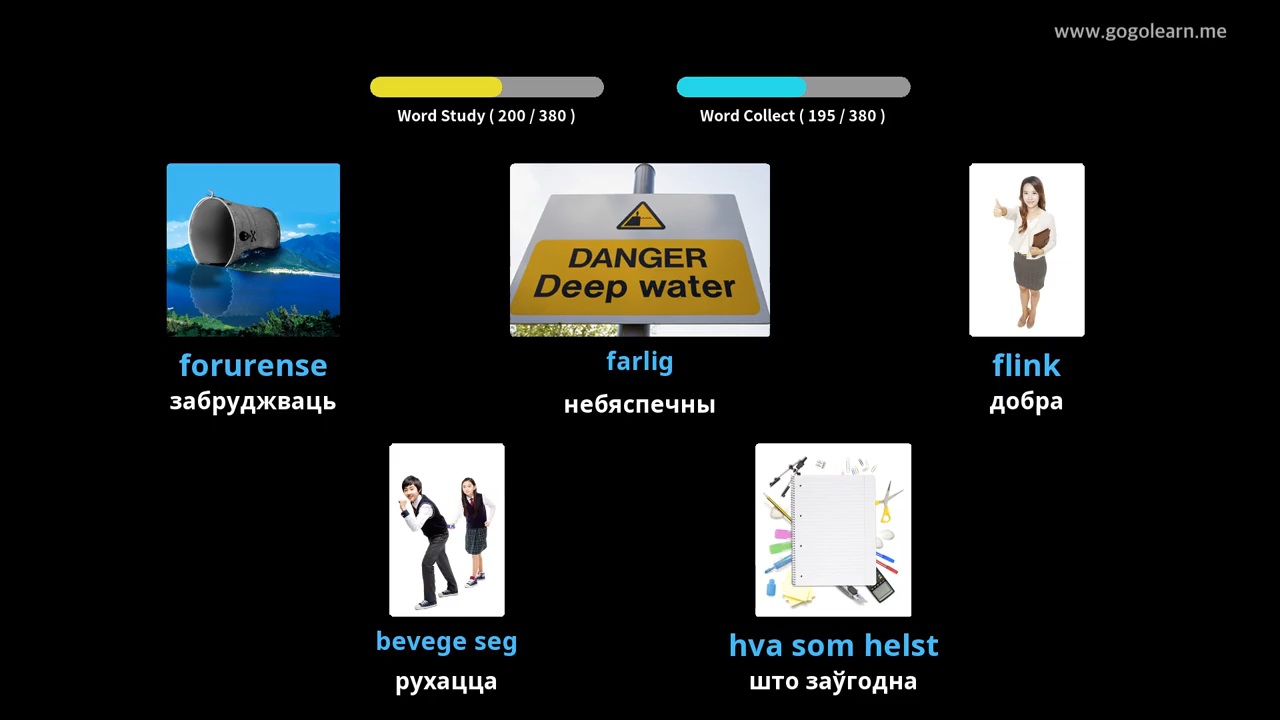 www.gogolearn.me
Word Study ( 200 / 380 )
Word Collect ( 195 / 380 )
DANGER
Deep water
forurense
забруджваць
farlig
небяспечны
flink
добра
bevege seg
рухацца
hva som helst
што заўгодна